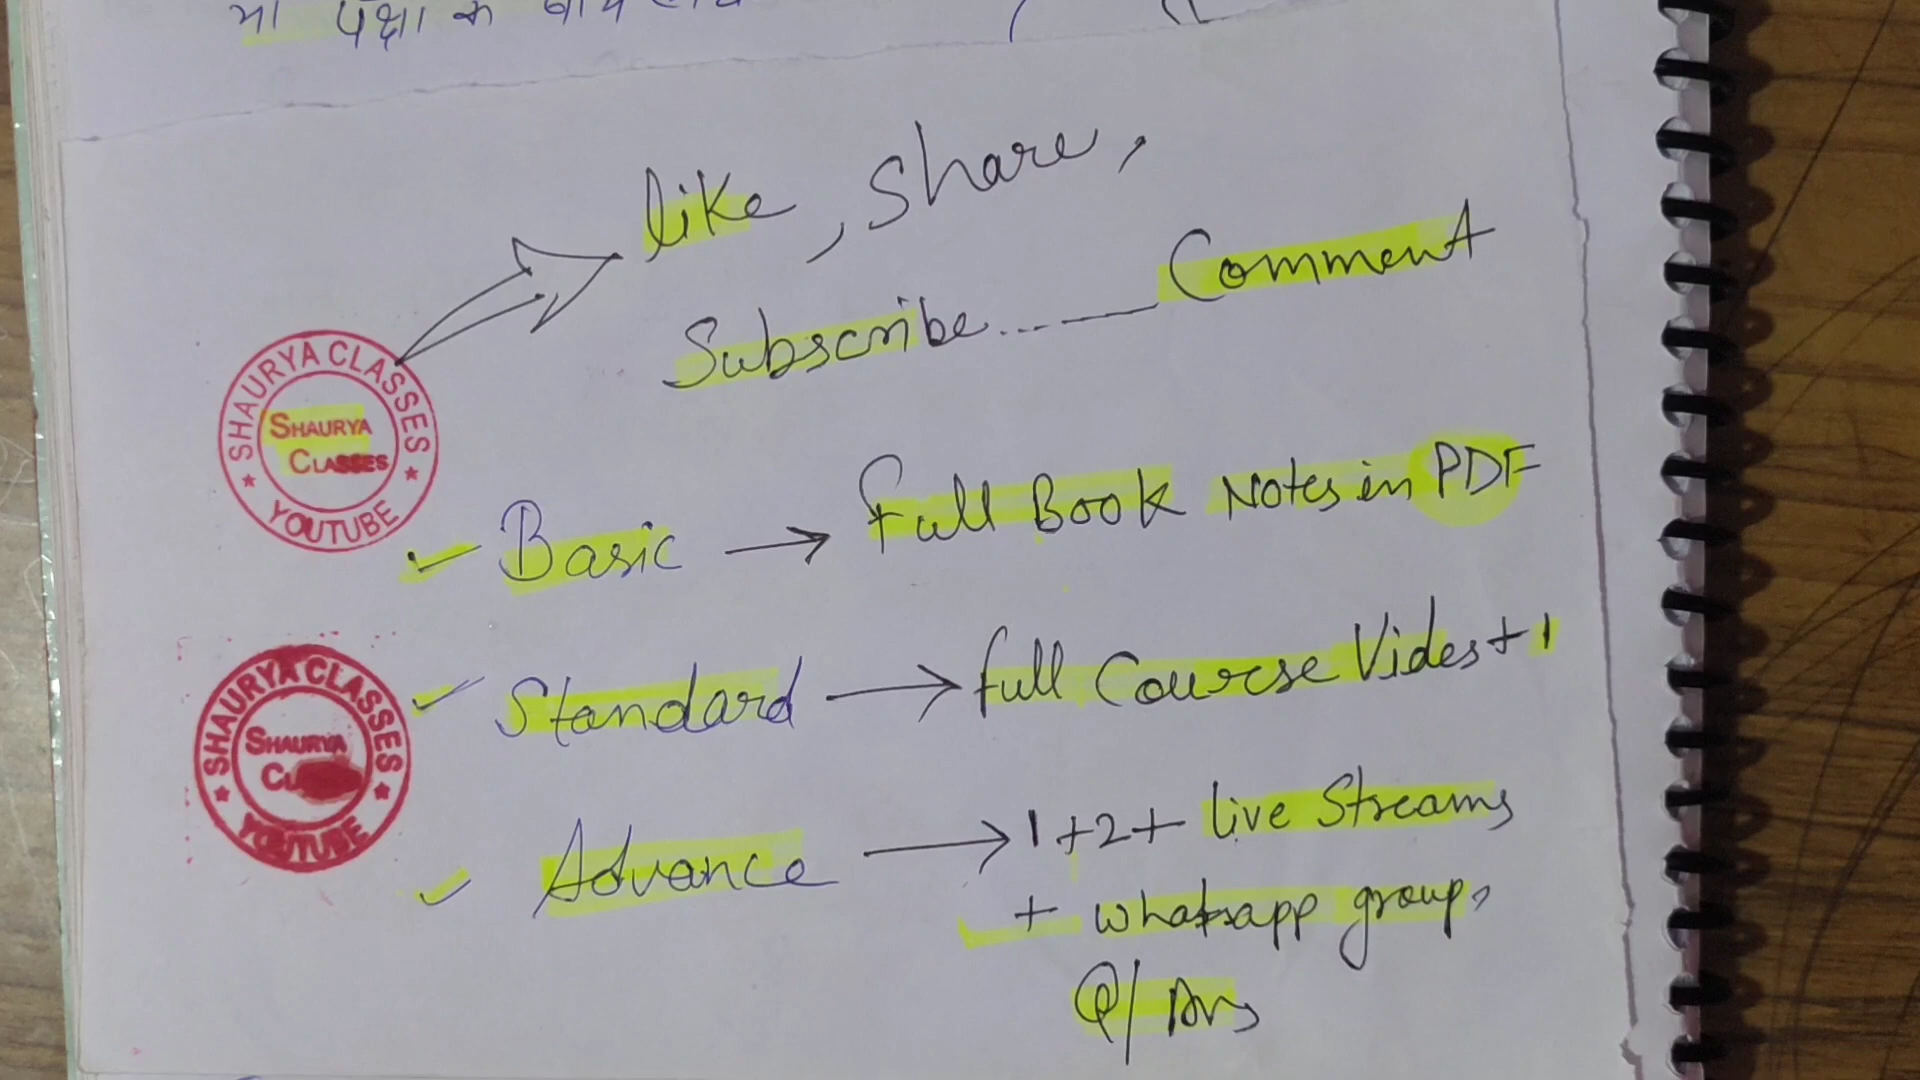 या पक्षा के
like, Share,
Subscribe....... Comment
SHAURYA CLASSES
SHAURYA
CLASSES
YOUTUBE
Basic → Full Book Notes in PDF
Standard → full Course Vides + 1
SHAURYA CLASSES
SHAURYA
YOUTUBE
Advance → 1+2+ live Streams
+ whatsapp group,
Q/Ans